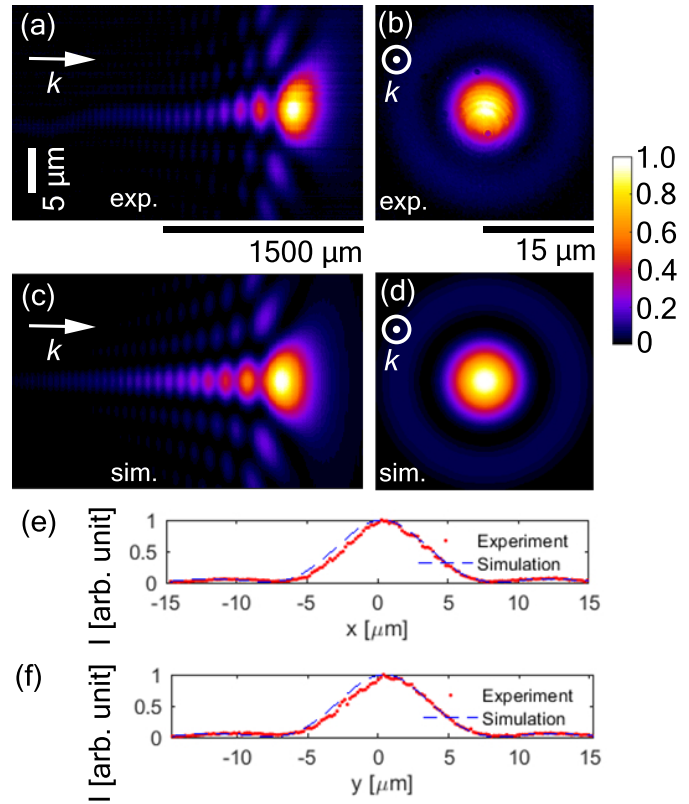 (a)
k
5 μm
exp.
(b)
k
exp.
1500 μm
15 μm
1.0
0.8
0.6
0.4
0.2
0
(c)
k
sim.
(d)
k
sim.
(e)
I [arb. unit]
1
0.5
0
Experiment
Simulation
-15 -10 -5 0 5 10 15
x [μm]
(f)
I [arb. unit]
1
0.5
0
Experiment
Simulation
-10 -5 0 5 10 15
y [μm]